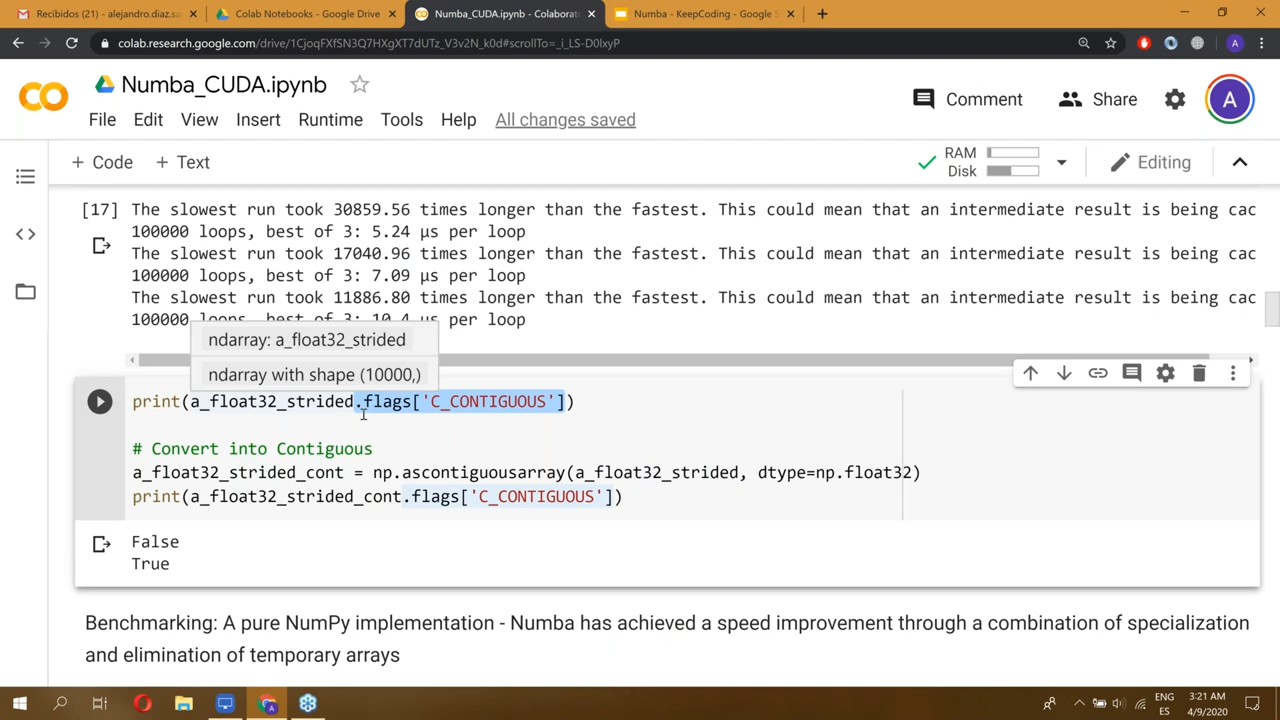 Recibidos (21) - alejandro.diaz.sa
Colab Notebooks - Google Drive
Numba_CUDA.ipynb - Colaborat
Numba - KeepCoding - Google S
colab.research.google.com/drive/1CjoqFXfSN3Q7HXgXT7dUTz_V3v2N_k0d#scrollTo=_i_LS-D0lxyP
A
CO
Numba_CUDA.ipynb
Comment
Share
A
File Edit View Insert Runtime Tools Help All changes saved
+ Code + Text
RAM
Disk
Editing
[17] The slowest run took 30859.56 times longer than the fastest. This could mean that an intermediate result is being cac
100000 loops, best of 3: 5.24 µs per loop
The slowest run took 17040.96 times longer than the fastest. This could mean that an intermediate result is being cac
100000 loops, best of 3: 7.09 µs per loop
The slowest run took 11886.80 times longer than the fastest. This could mean that an intermediate result is being cac
100000 loops, best of 3: 10.4 µs per loop
ndarray: a_float32_strided
ndarray with shape (10000,)
print(a_float32_strided.flags['C_CONTIGUOUS'])
# Convert into Contiguous
a_float32_strided_cont = np.ascontiguousarray(a_float32_strided, dtype=np.float32)
print(a_float32_strided_cont.flags['C_CONTIGUOUS'])
False
True
Benchmarking: A pure NumPy implementation - Numba has achieved a speed improvement through a combination of specialization
and elimination of temporary arrays
ENG
ES
3:21 AM
4/9/2020